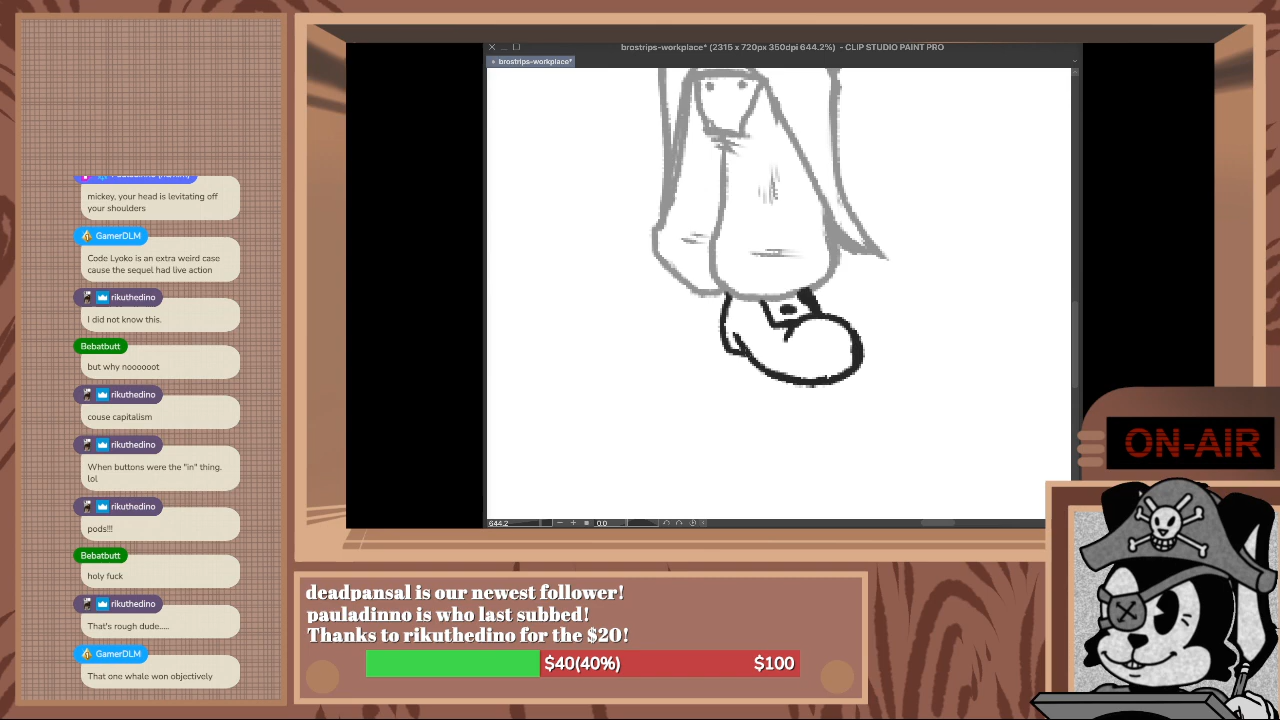 brostrips-workplace* (2315 x 720px 350dpi 644.2%) - CLIP STUDIO PAINT PRO
brostrips-workplace*
mickey, your head is levitating off
your shoulders
GamerDLM
Code Lyoko is an extra weird case
cause the sequel had live action
rikuthedino
I did not know this.
Bebatbutt
but why noooooot
rikuthedino
couse capitalism
rikuthedino
When buttons were the "in" thing.
lol
rikuthedino
pods!!!
Bebatbutt
holy fuck
rikuthedino
That's rough dude.....
GamerDLM
That one whale won objectively
644.2
0.0
ON-AIR
deadpansal is our newest follower!
pauladinno is who last subbed!
Thanks to rikuthedino for the $20!
$40(40%)
$100